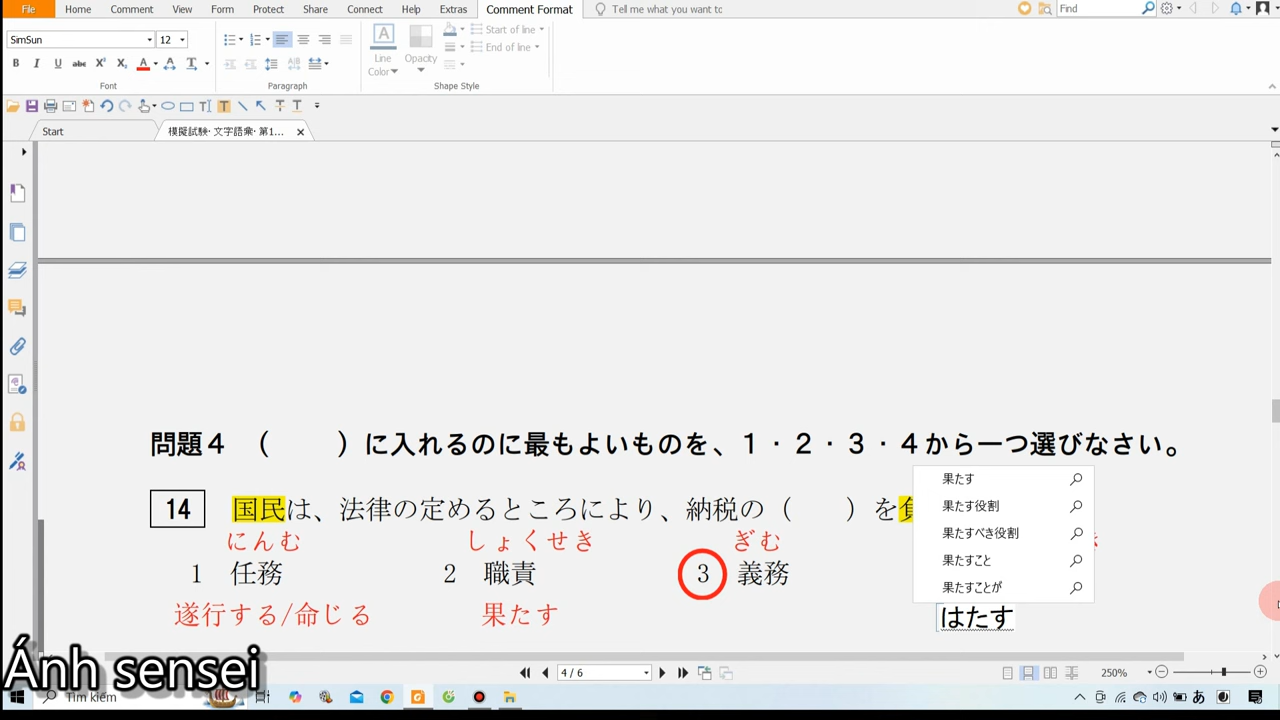 File Home Comment View Form Protect Share Connect Help Extras Comment Format Tell me what you want tc Find
SimSun 12 Start of line
End of line
Line Color Opacity
B I U abc X² X₂ A A T
Font Paragraph Shape Style
Start 模擬試験・文字語彙・第1...
問題４ （ ）に入れるのに最もよいものを、１・２・３・４から一つ選びなさい。
14 国民は、法律の定めるところにより、納税の（ ）を
にんむ しょくせき ぎむ
1 任務 2 職責 3 義務
遂行する/命じる 果たす
果たす
果たす役割
果たすべき役割
果たすこと
果たすことが
はたす
Ánh sensei
4 / 6 250%
Tìm kiếm あ